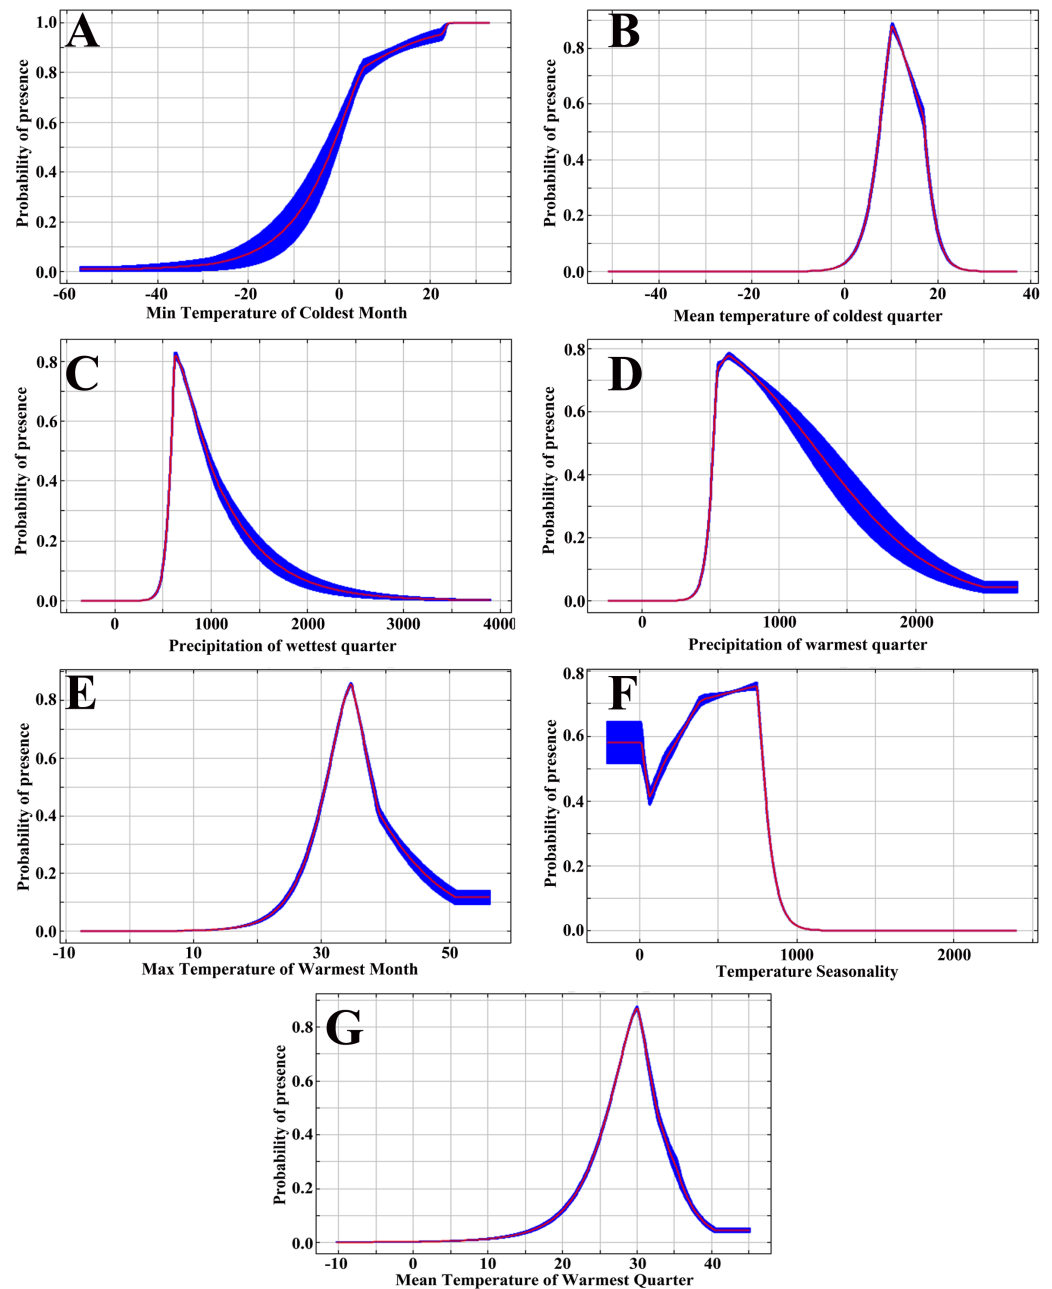 A
Probability of presence
1.0
0.8
0.6
0.4
0.2
0.0
-60 -40 -20 0 20
Min Temperature of Coldest Month
B
Probability of presence
0.8
0.6
0.4
0.2
0.0
-40 -20 0 20 40
Mean temperature of coldest quarter
C
Probability of presence
0.8
0.6
0.4
0.2
0.0
0 1000 2000 3000 4000
Precipitation of wettest quarter
D
Probability of presence
0.8
0.6
0.4
0.2
0.0
0 1000 2000
Precipitation of warmest quarter
E
Probability of presence
0.8
0.6
0.4
0.2
0.0
-10 10 30 50
Max Temperature of Warmest Month
F
Probability of presence
0.8
0.6
0.4
0.2
0.0
0 1000 2000
Temperature Seasonality
G
Probability of presence
0.8
0.6
0.4
0.2
0.0
-10 0 10 20 30 40
Mean Temperature of Warmest Quarter